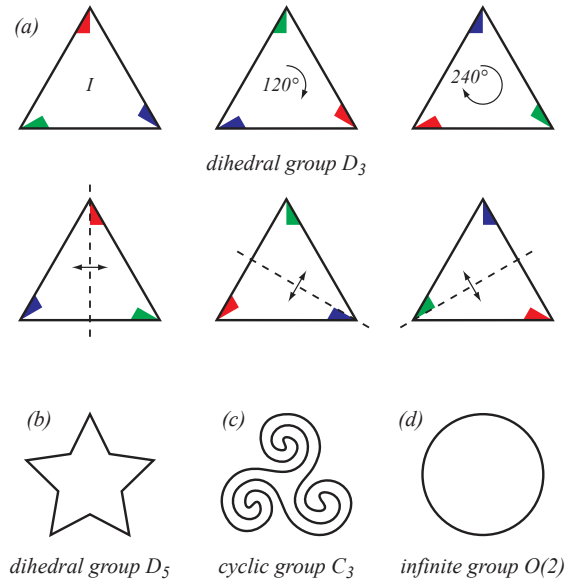 (a)
I
120°
240°
dihedral group D₃
(b)
(c)
(d)
dihedral group D₅
cyclic group C₃
infinite group O(2)